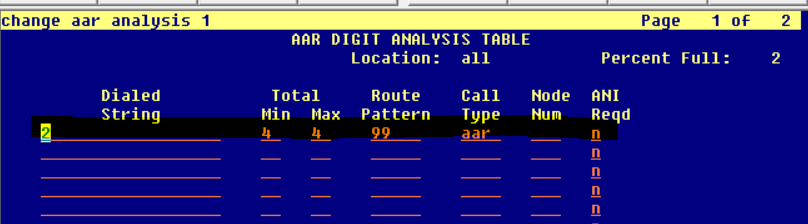 change aar analysis 1 Page 1 of 2
AAR DIGIT ANALYSIS TABLE
Location: all Percent Full: 2
Dialed Total Route Call Node ANI
String Min Max Pattern Type Num Reqd
2 4 4 99 aar n
n
n
n
n